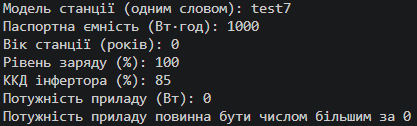 Модель станції (одним словом): test7
Паспортна ємність (Вт·год): 1000
Вік станції (років): 0
Рівень заряду (%): 100
ККД інфертора (%): 85
Потужність приладу (Вт): 0
Потужність приладу повинна бути числом більшим за 0